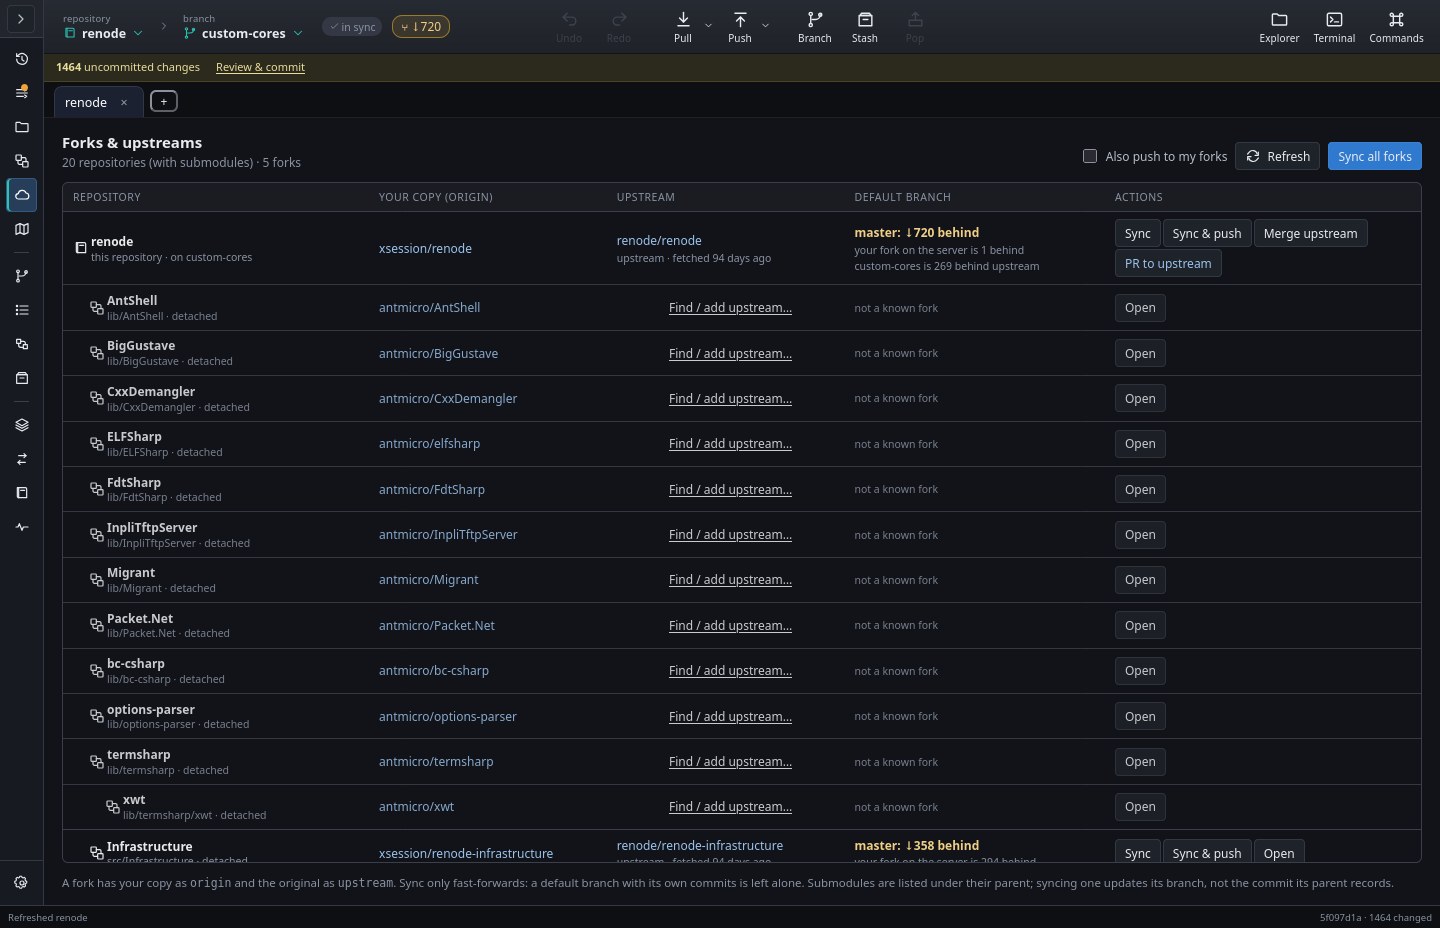 repository
renode
branch
custom-cores
in sync
↓720
Undo
Redo
Pull
Push
Branch
Stash
Pop
Explorer
Terminal
Commands
1464 uncommitted changes Review & commit
renode ×
+
Forks & upstreams
20 repositories (with submodules) · 5 forks
Also push to my forks
Refresh
Sync all forks
REPOSITORY YOUR COPY (ORIGIN) UPSTREAM DEFAULT BRANCH ACTIONS
renode
this repository · on custom-cores
xsession/renode
renode/renode
upstream · fetched 94 days ago
master: ↓720 behind
your fork on the server is 1 behind
custom-cores is 269 behind upstream
Sync Sync & push Merge upstream
PR to upstream
AntShell
lib/AntShell · detached
antmicro/AntShell Find / add upstream... not a known fork Open
BigGustave
lib/BigGustave · detached
antmicro/BigGustave Find / add upstream... not a known fork Open
CxxDemangler
lib/CxxDemangler · detached
antmicro/CxxDemangler Find / add upstream... not a known fork Open
ELFSharp
lib/ELFSharp · detached
antmicro/elfsharp Find / add upstream... not a known fork Open
FdtSharp
lib/FdtSharp · detached
antmicro/FdtSharp Find / add upstream... not a known fork Open
InpliTftpServer
lib/InpliTftpServer · detached
antmicro/InpliTftpServer Find / add upstream... not a known fork Open
Migrant
lib/Migrant · detached
antmicro/Migrant Find / add upstream... not a known fork Open
Packet.Net
lib/Packet.Net · detached
antmicro/Packet.Net Find / add upstream... not a known fork Open
bc-csharp
lib/bc-csharp · detached
antmicro/bc-csharp Find / add upstream... not a known fork Open
options-parser
lib/options-parser · detached
antmicro/options-parser Find / add upstream... not a known fork Open
termsharp
lib/termsharp · detached
antmicro/termsharp Find / add upstream... not a known fork Open
xwt
lib/termsharp/xwt · detached
antmicro/xwt Find / add upstream... not a known fork Open
Infrastructure
src/Infrastructure · detached
xsession/renode-infrastructure
renode/renode-infrastructure
upstream · fetched 94 days ago
master: ↓358 behind
your fork on the server is 294 behind
Sync Sync & push Open
A fork has your copy as origin and the original as upstream. Sync only fast-forwards: a default branch with its own commits is left alone. Submodules are listed under their parent; syncing one updates its branch, not the commit its parent records.
Refreshed renode
5f097d1a · 1464 changed